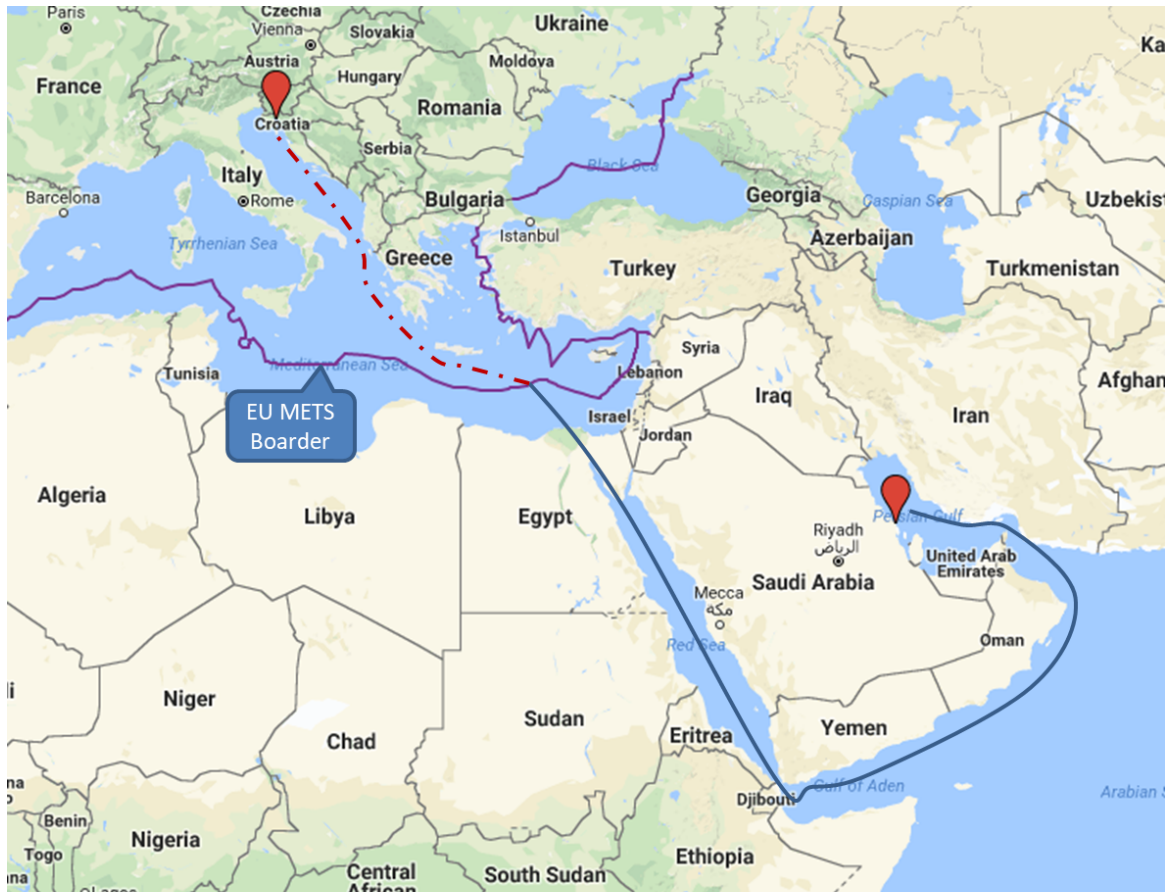 Paris
Czechia
Vienna
Slovakia
Ukraine
Austria
Moldova
Hungary
France
Romania
Croatia
Serbia
Italy
Black Sea
Barcelona
Rome
Bulgaria
Georgia
Caspian Sea
Uzbekist
Istanbul
Azerbaijan
Tyrrhenian Sea
Greece
Turkey
Turkmenistan
Syria
Mediterranean Sea
Tunisia
Lebanon
Afghan
EU METS
Boarder
Iraq
Iran
Israel
Jordan
Algeria
Libya
Egypt
Persian Gulf
Riyadh
الرياض
United Arab
Emirates
Saudi Arabia
Mecca
مكة
Red Sea
Oman
Niger
Sudan
Chad
Eritrea
Yemen
Gulf of Aden
Djibouti
Arabian S
Benin
Nigeria
Togo
Ethiopia
Central
African
South Sudan
Lagos